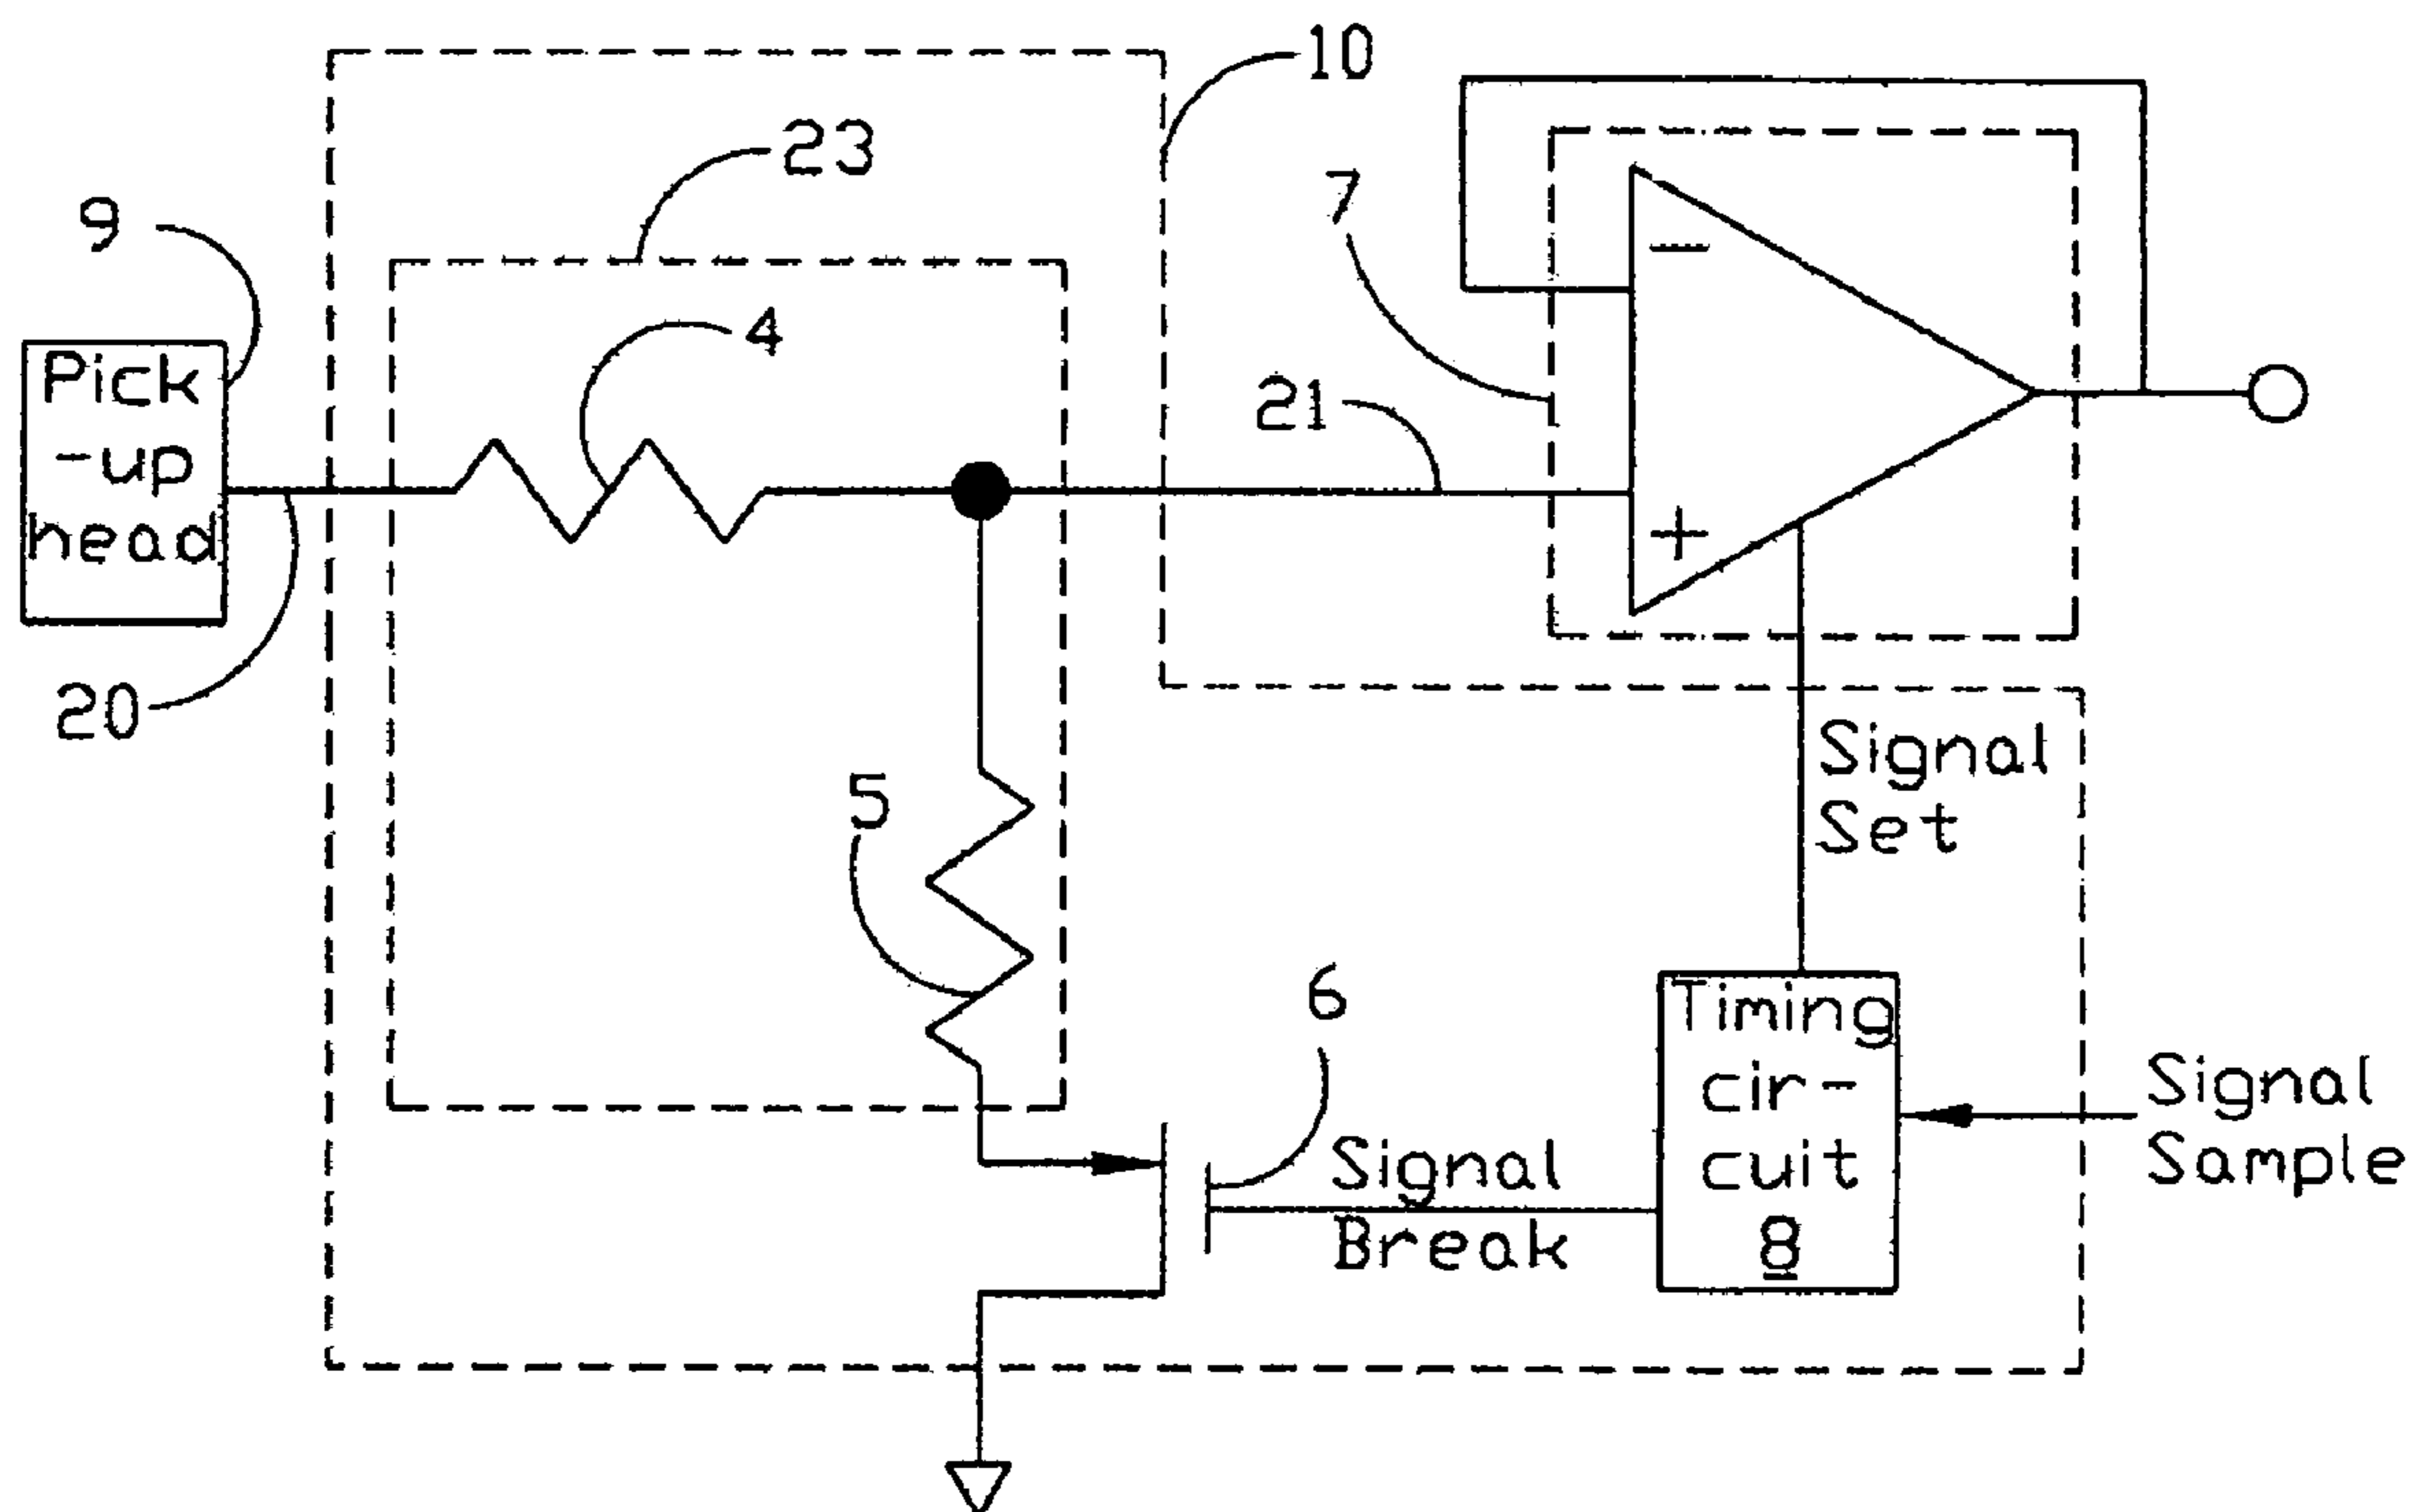 10
23
7
9
4
Pick
-up
head
21
20
Signal
Set
5
6
Timing
cir-
cuit
8
Signal
Break
Signal
Sample
−
+